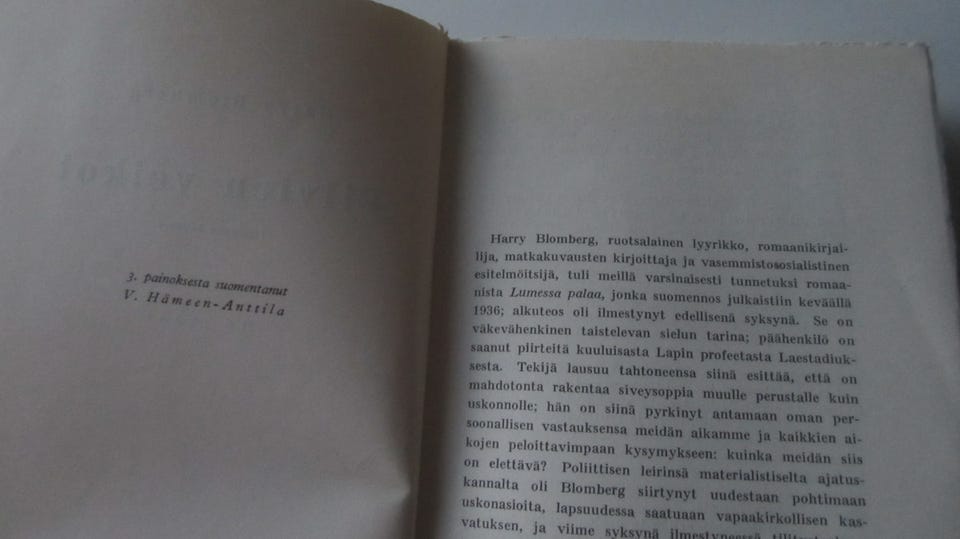 3. painoksesta suomentanut
V. Hämeen-Anttila
Harry Blomberg, ruotsalainen lyyrikko, romaanikirjai-
lija, matkakuvausten kirjoittaja ja vasemmistososialistinen
esitelmöitsijä, tuli meillä varsinaisesti tunnetuksi romaa-
nista Lumessa palaa, jonka suomennos julkaistiin keväällä
1936; alkuteos oli ilmestynyt edellisenä syksynä. Se on
väkevähenkinen taistelevan sielun tarina; päähenkilö on
saanut piirteitä kuuluisasta Lapin profeetasta Laestadiuk-
sesta. Tekijä lausuu tahtoneensa siinä esittää, että on
mahdotonta rakentaa siveysoppia muulle perustalle kuin
uskonnolle; hän on siinä pyrkinyt antamaan oman per-
soonallisen vastauksensa meidän aikamme ja kaikkien ai-
kojen peloittavimpaan kysymykseen: kuinka meidän siis
on elettävä? Poliittisen leirinsä materialistiselta ajatus-
kannalta oli Blomberg siirtynyt uudestaan pohtimaan
uskonasioita, lapsuudessa saatuaan vapaakirkollisen kas-
vatuksen, ja viime syksynä ilmestyneessä